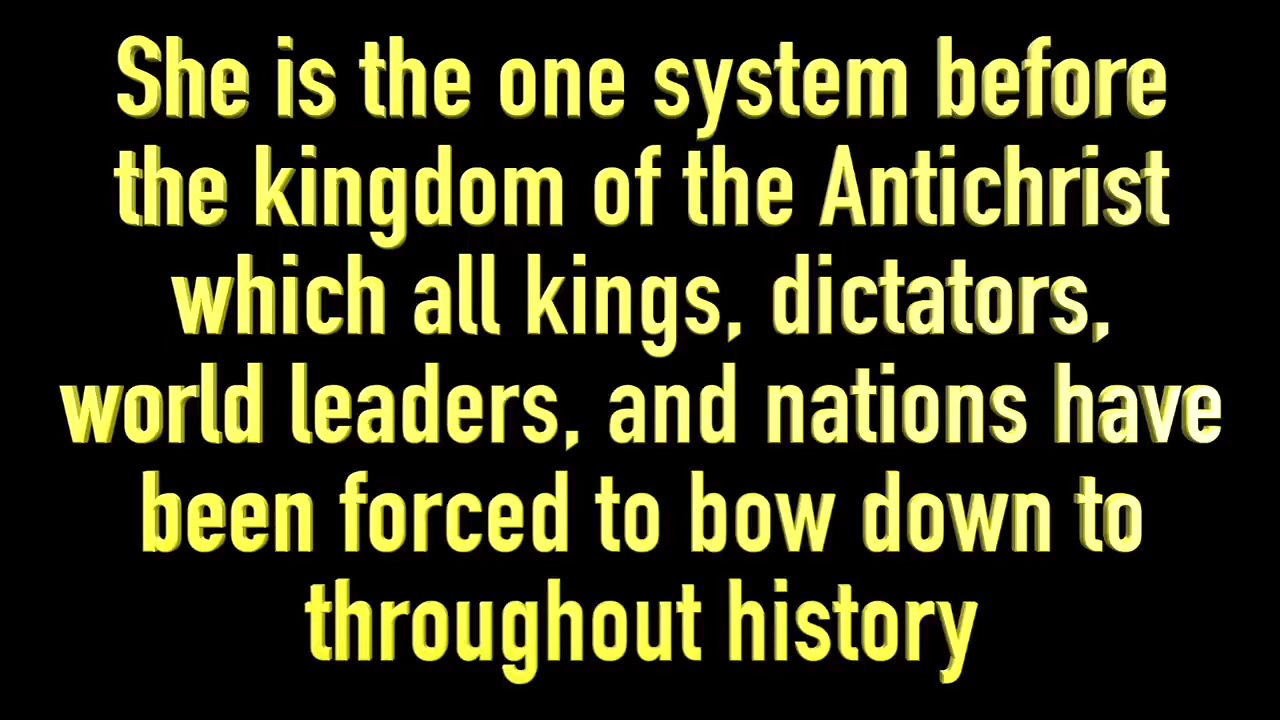 She is the one system before
the kingdom of the Antichrist
which all kings, dictators,
world leaders, and nations have
been forced to bow down to
throughout history